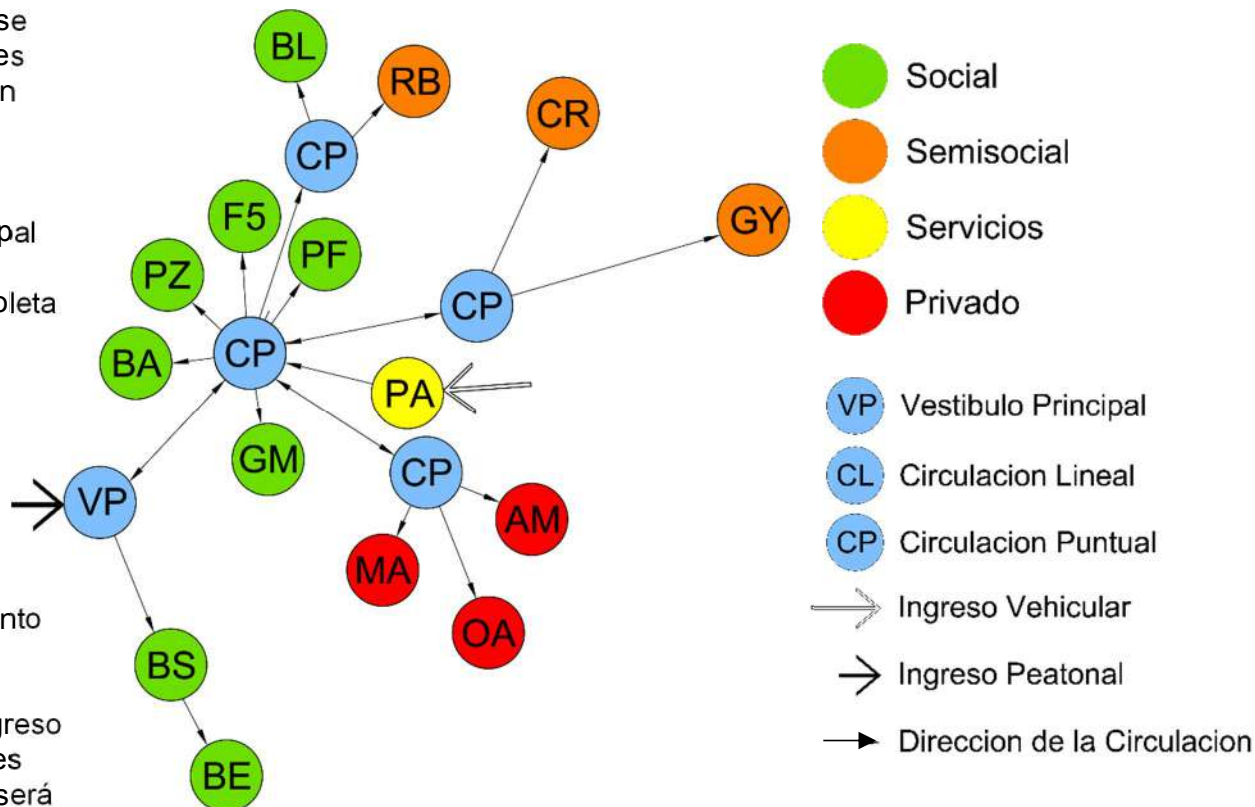 se
es
n
pal
oleta
nto
greso
es
será
BL
RB
CR
CP
F5
GY
PF
PZ
CP
CP
BA
PA
GM
CP
VP
AM
MA
OA
BS
BE
Social
Semisocial
Servicios
Privado
VP Vestibulo Principal
CL Circulacion Lineal
CP Circulacion Puntual
Ingreso Vehicular
Ingreso Peatonal
Direccion de la Circulacion